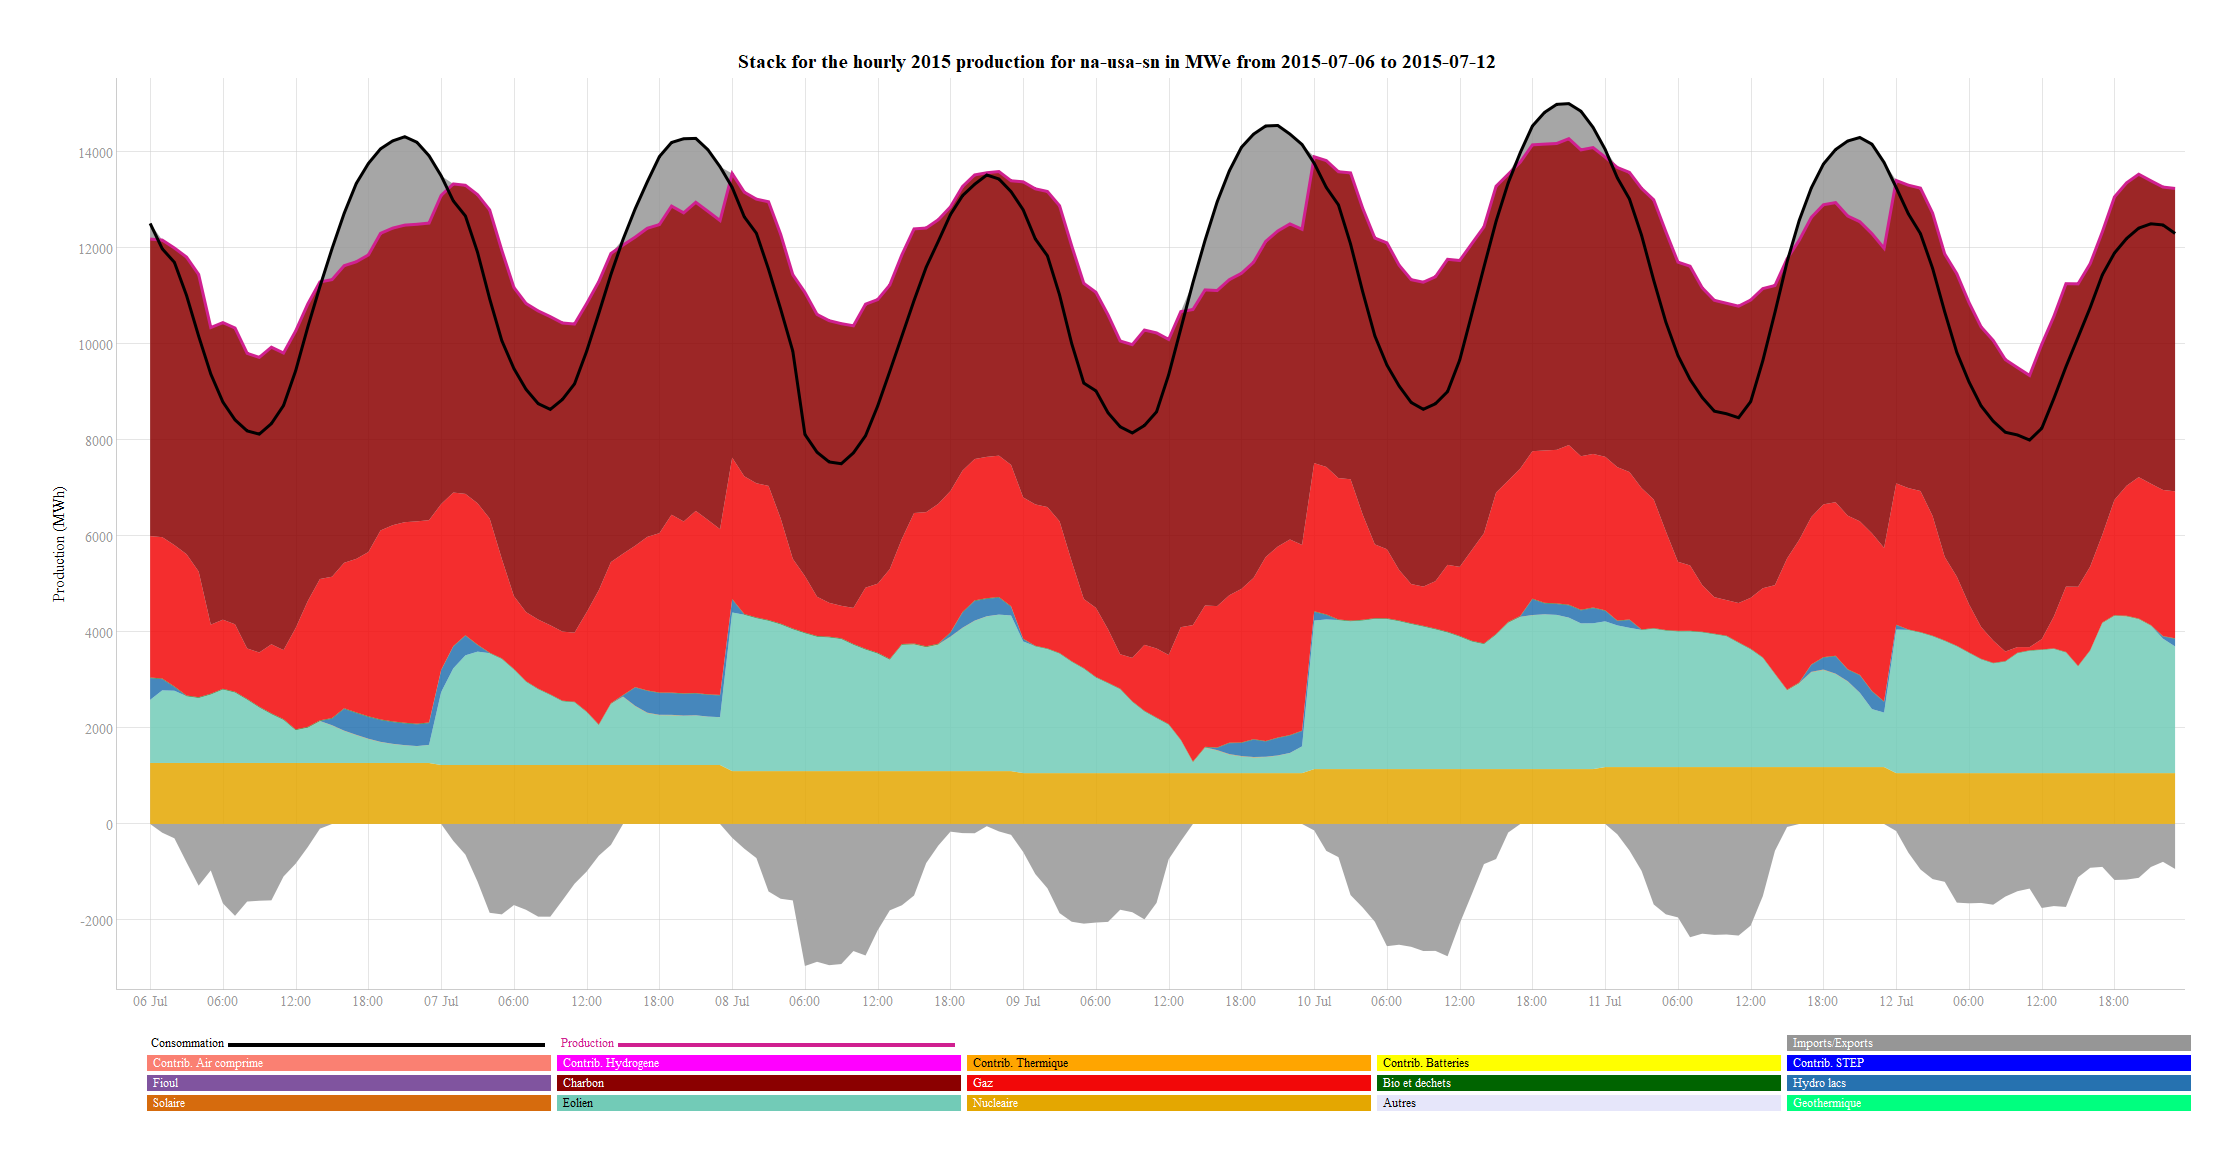 Stack for the hourly 2015 production for na-usa-sn in MWe from 2015-07-06 to 2015-07-12
Production (MWh)
14000
12000
10000
8000
6000
4000
2000
0
-2000
06 Jul 06:00 12:00 18:00 07 Jul 06:00 12:00 18:00 08 Jul 06:00 12:00 18:00 09 Jul 06:00 12:00 18:00 10 Jul 06:00 12:00 18:00 11 Jul 06:00 12:00 18:00 12 Jul 06:00 12:00 18:00
Consommation Production Imports/Exports
Contrib. Air comprime Contrib. Hydrogene Contrib. Thermique Contrib. Batteries Contrib. STEP
Fioul Charbon Gaz Bio et dechets Hydro lacs
Solaire Eolien Nucleaire Autres Geothermique